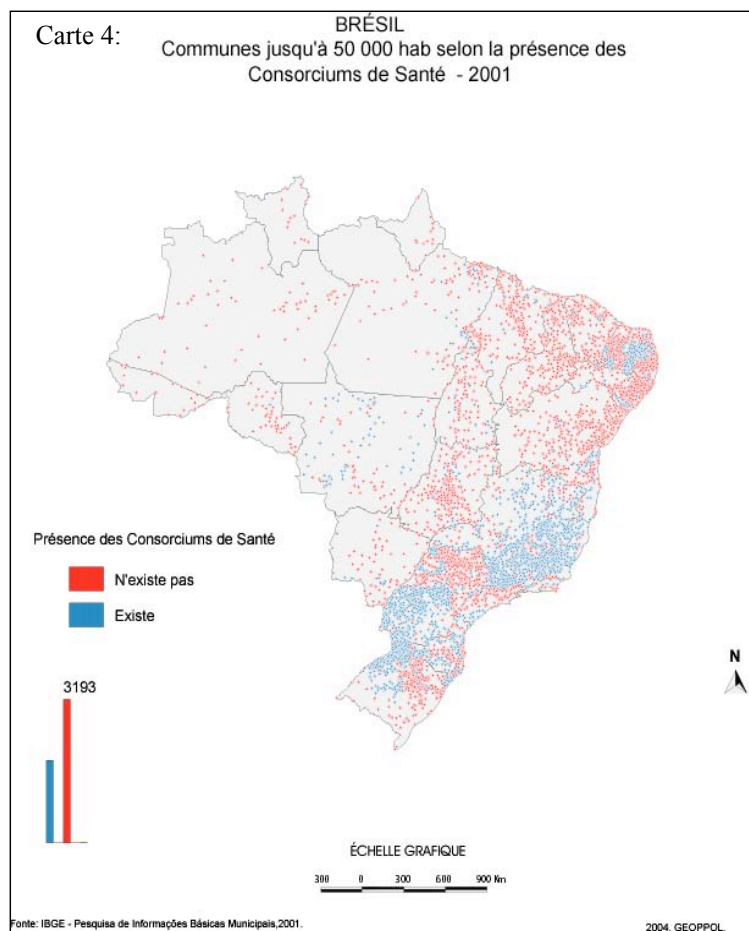 Carte 4:
BRÉSIL
Communes jusqu'à 50 000 hab selon la présence des
Consorciums de Santé - 2001
Présence des Consorciums de Santé
N'existe pas
Existe
3193
N
ÉCHELLE GRAFIQUE
300 0 300 600 900 Km
Fonte: IBGE - Pesquisa de Informações Básicas Municipais,2001.
2004. GEOPPOL.